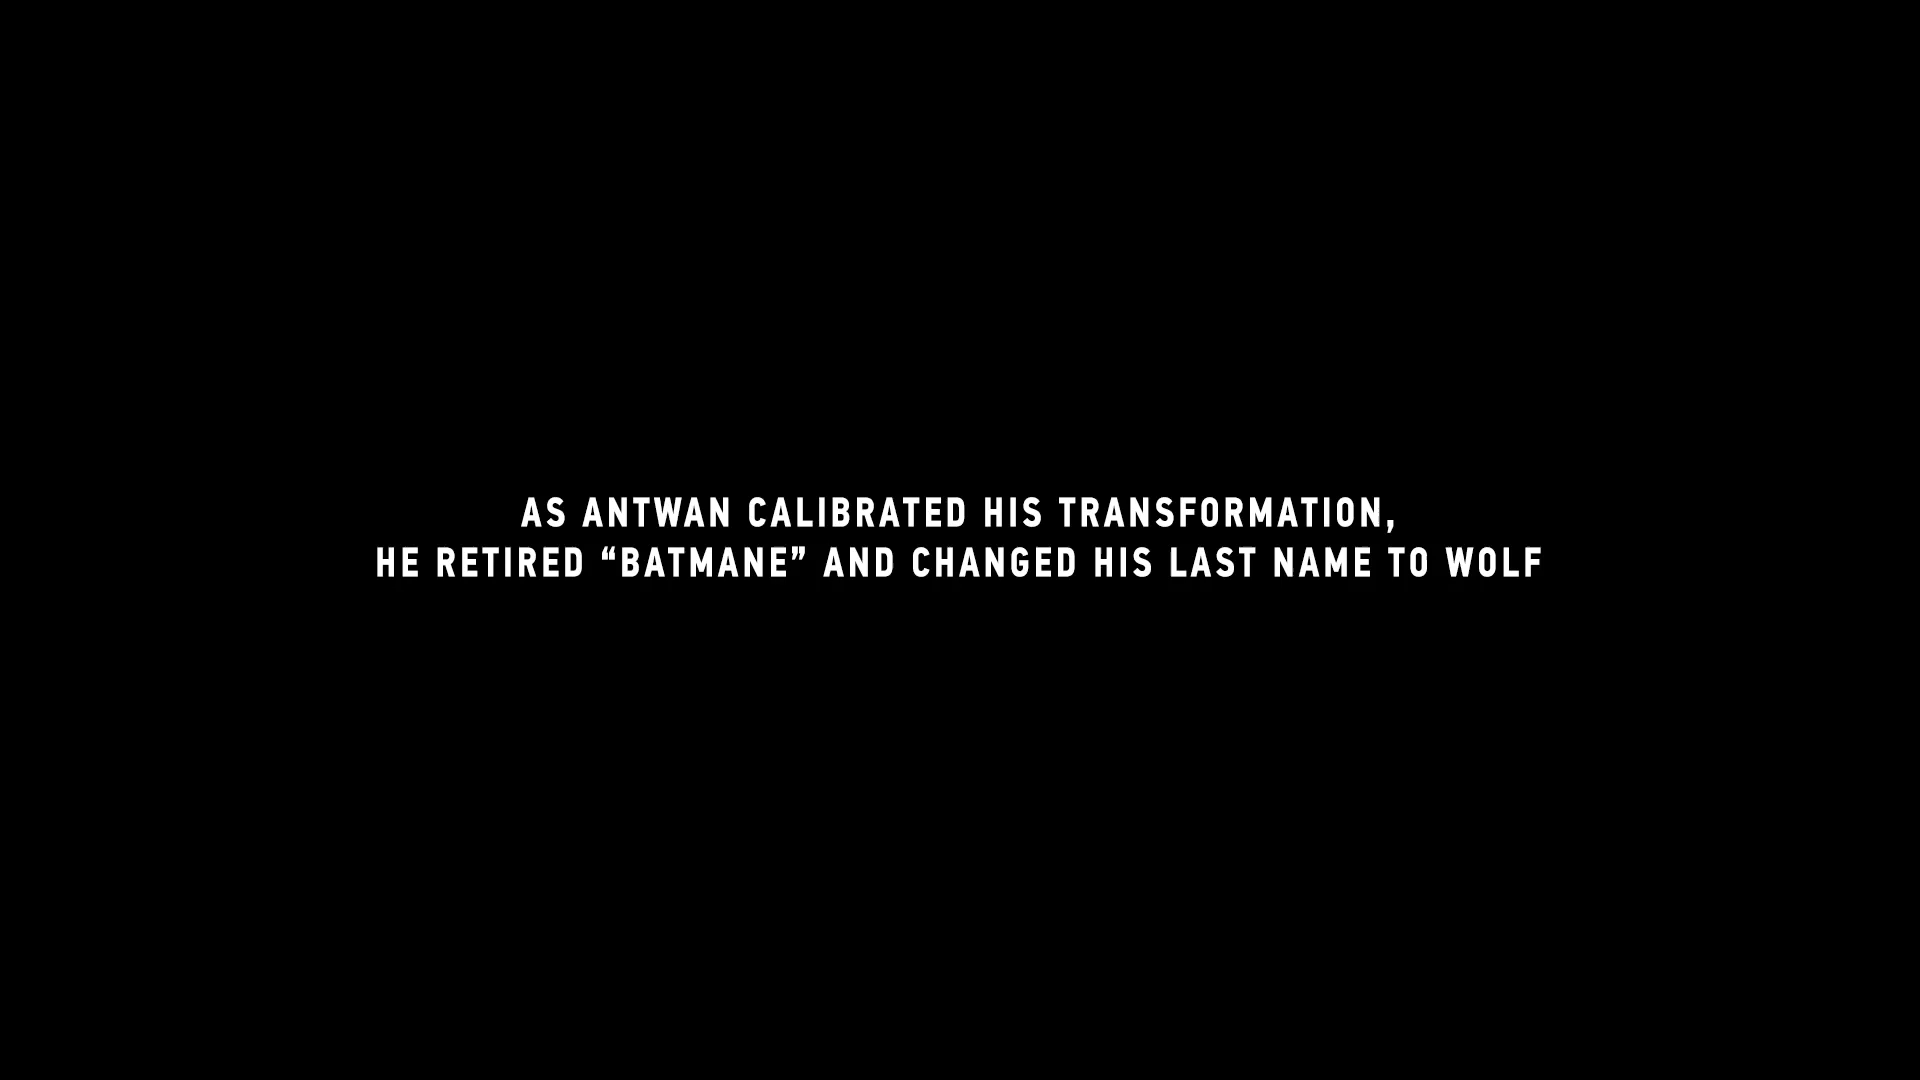 AS ANTWAN CALIBRATED HIS TRANSFORMATION,
HE RETIRED “BATMANE” AND CHANGED HIS LAST NAME TO WOLF